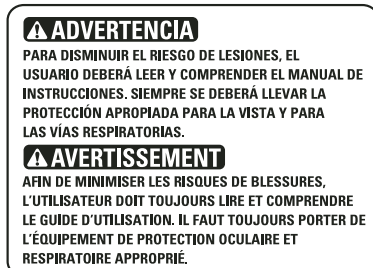 ADVERTENCIA
PARA DISMINUIR EL RIESGO DE LESIONES, EL
USUARIO DEBERÁ LEER Y COMPRENDER EL MANUAL DE
INSTRUCCIONES. SIEMPRE SE DEBERÁ LLEVAR LA
PROTECCIÓN APROPIADA PARA LA VISTA Y PARA
LAS VÍAS RESPIRATORIAS.
AVERTISSEMENT
AFIN DE MINIMISER LES RISQUES DE BLESSURES,
L'UTILISATEUR DOIT TOUJOURS LIRE ET COMPRENDRE
LE GUIDE D'UTILISATION. IL FAUT TOUJOURS PORTER DE
L'ÉQUIPEMENT DE PROTECTION OCULAIRE ET
RESPIRATOIRE APPROPRIÉ.